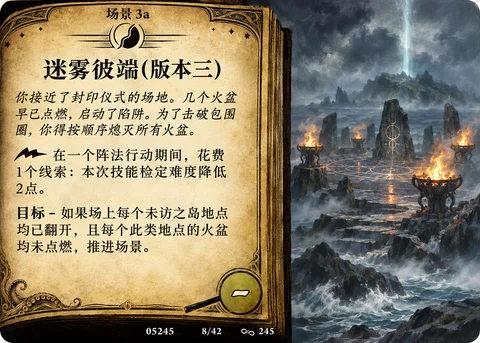 场景 3a
迷雾彼端(版本三)
你接近了封印仪式的场地。几个火盆
早已点燃，启动了陷阱。为了击破包围
圈，你得按顺序熄灭所有火盆。
在一个阵法行动期间，花费
1个线索：本次技能检定难度降低
2点。
目标 – 如果场上每个未访之岛地点
均已翻开，且每个此类地点的火盆
均未点燃，推进场景。
–
05245 8/42 245